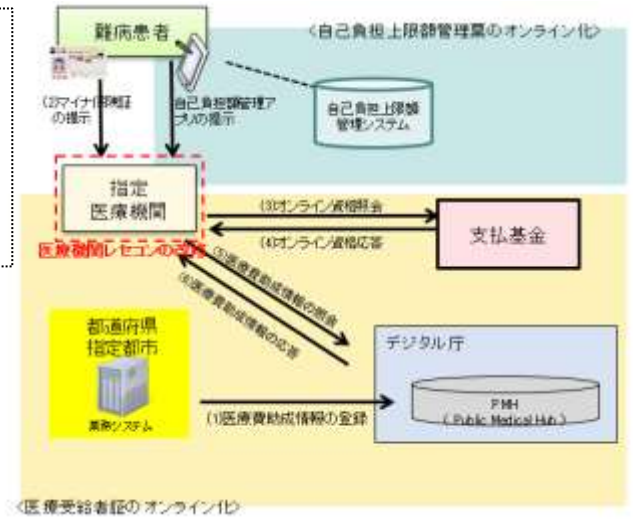 難病患者
〈自己負担上限額管理票のオンライン化〉
(2)マイナ保険証
の提示
自己負担額管理ア
プリの提示
自己負担上限額
管理システム
指定
医療機関
医療機関レセコンの改修
(3)オンライン資格照会
(4)オンライン資格応答
支払基金
(5)医療費助成情報の照会
(6)医療費助成情報の応答
都道府県
指定都市
業務システム
デジタル庁
PMH
( Public Medical Hub )
(1)医療費助成情報の登録
〈医療受給者証のオンライン化〉